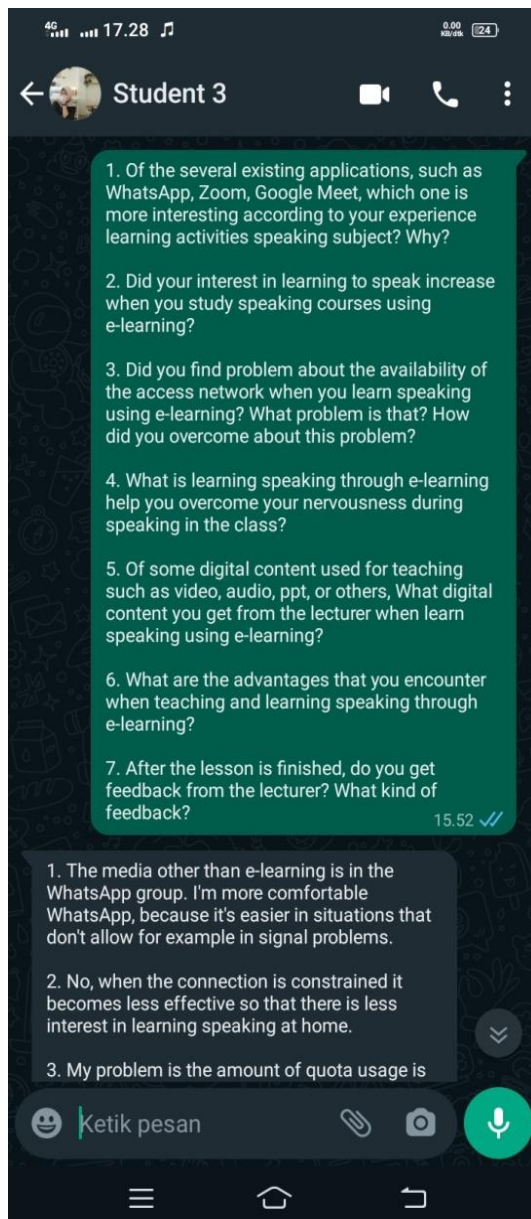 4G 17.28 0.00 KB/dtk 24
Student 3
1. Of the several existing applications, such as
WhatsApp, Zoom, Google Meet, which one is
more interesting according to your experience
learning activities speaking subject? Why?
2. Did your interest in learning to speak increase
when you study speaking courses using
e-learning?
3. Did you find problem about the availability of
the access network when you learn speaking
using e-learning? What problem is that? How
did you overcome about this problem?
4. What is learning speaking through e-learning
help you overcome your nervousness during
speaking in the class?
5. Of some digital content used for teaching
such as video, audio, ppt, or others, What digital
content you get from the lecturer when learn
speaking using e-learning?
6. What are the advantages that you encounter
when teaching and learning speaking through
e-learning?
7. After the lesson is finished, do you get
feedback from the lecturer? What kind of
feedback?
15.52
1. The media other than e-learning is in the
WhatsApp group. I'm more comfortable
WhatsApp, because it's easier in situations that
don't allow for example in signal problems.
2. No, when the connection is constrained it
becomes less effective so that there is less
interest in learning speaking at home.
3. My problem is the amount of quota usage is
Ketik pesan